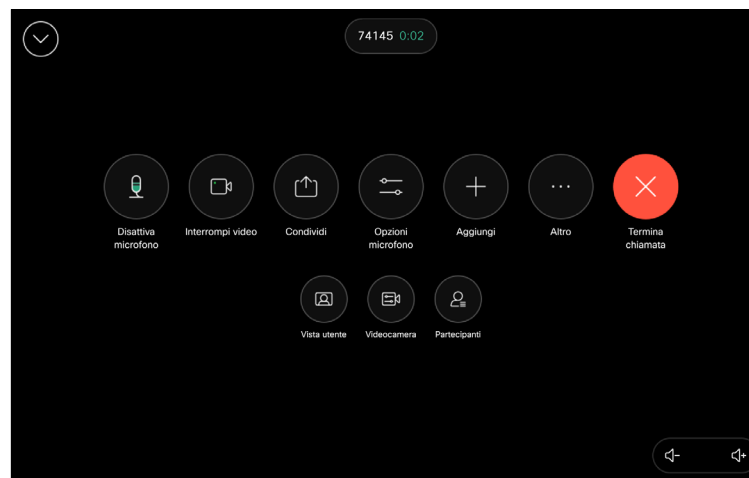 74145 0:02
Disattiva
microfono
Interrompi video
Condividi
Opzioni
microfono
Aggiungi
Altro
Termina
chiamata
Vista utente
Videocamera
Partecipanti